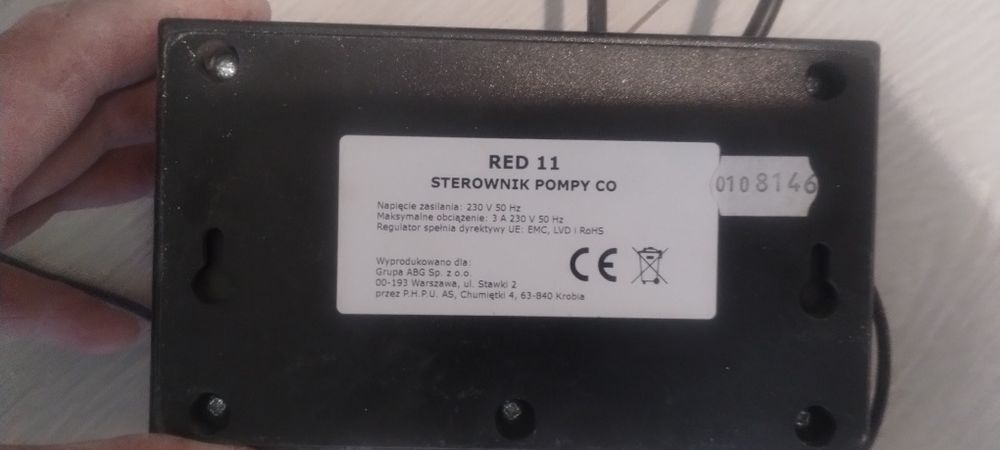 RED 11
STEROWNIK POMPY CO
Napięcie zasilania: 230 V 50 Hz
Maksymalne obciążenie: 3 A 230 V 50 Hz
Regulator spełnia dyrektywy UE: EMC, LVD i RoHS
Wyprodukowano dla:
Grupa ABG Sp. z o.o.
00-193 Warszawa, ul. Stawki 2
przez P.H.P.U. AS, Chumiętki 4, 63-840 Krobia
CE
0108146